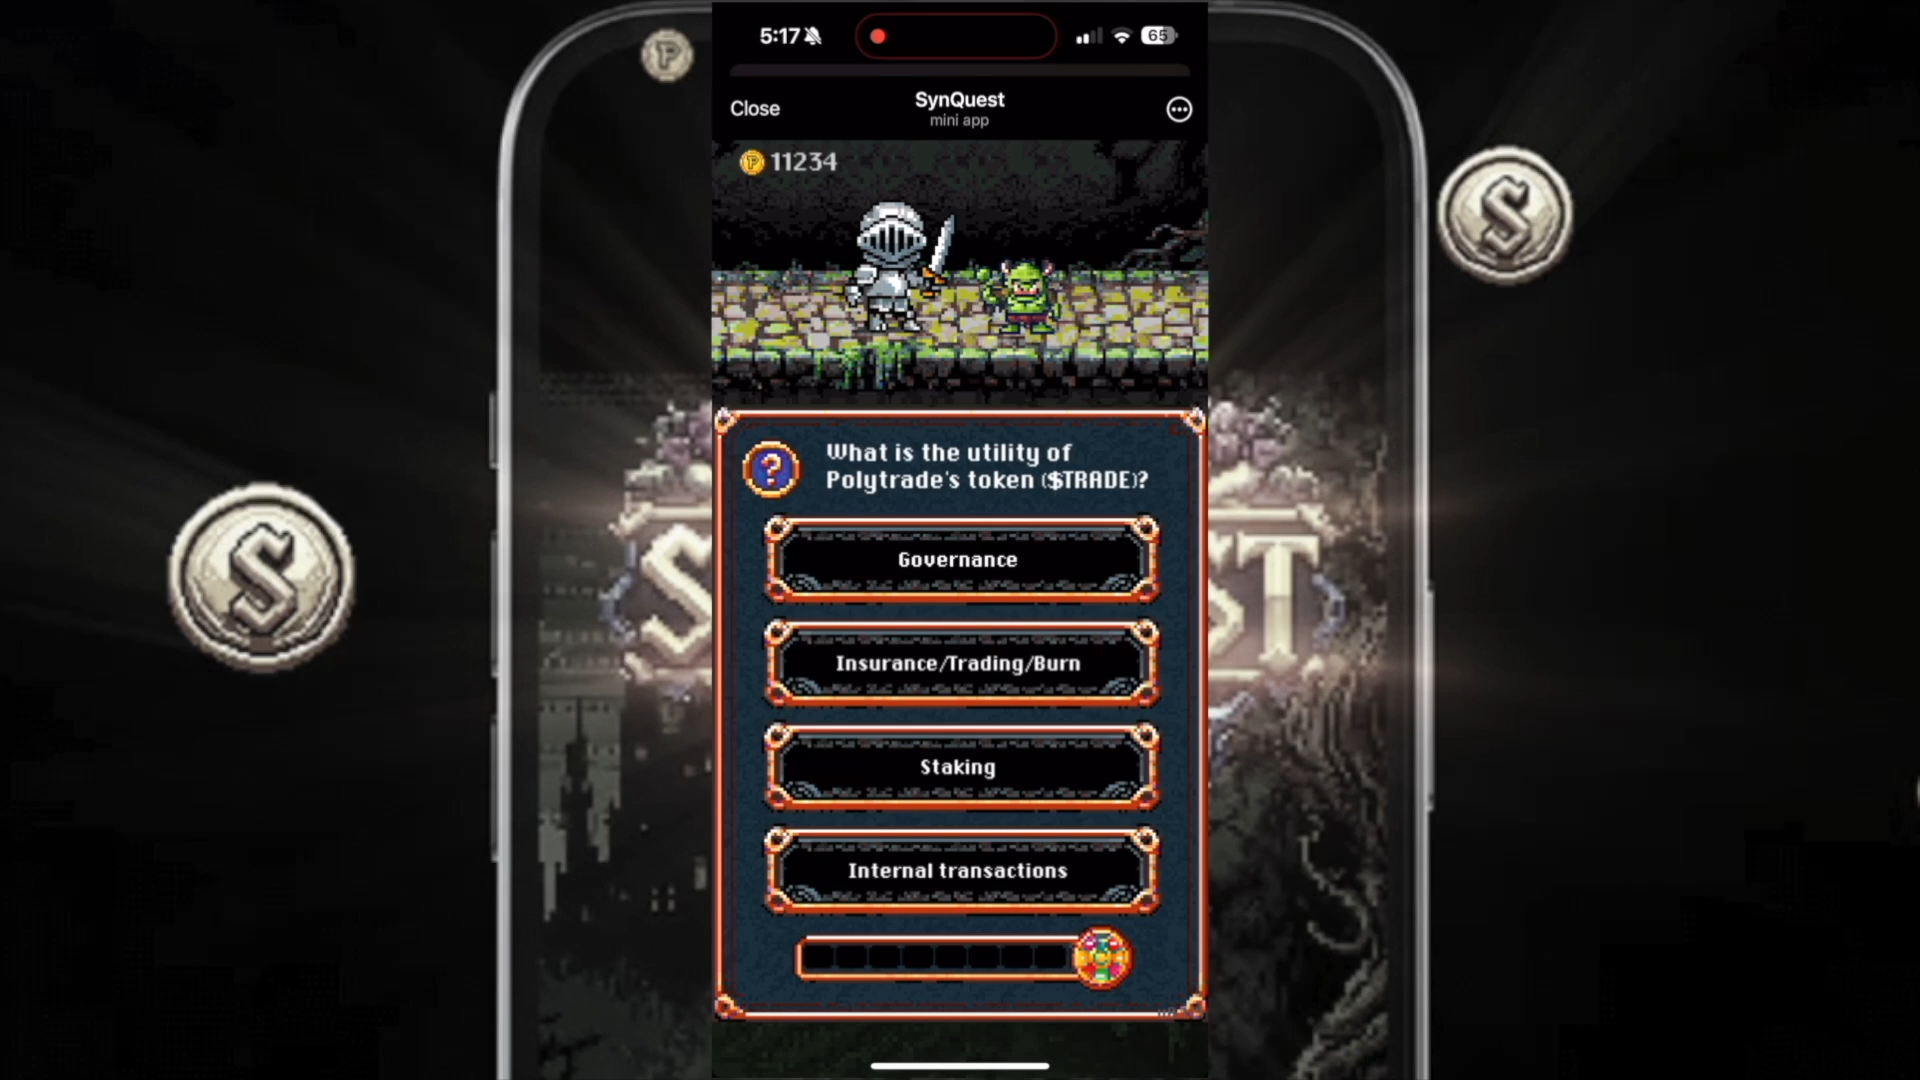 5:17
65
Close
SynQuest
mini app
P
11234
What is the utility of
Polytrade's token ($TRADE)?
Governance
Insurance/Trading/Burn
Staking
Internal transactions
P
S
S
S
ST